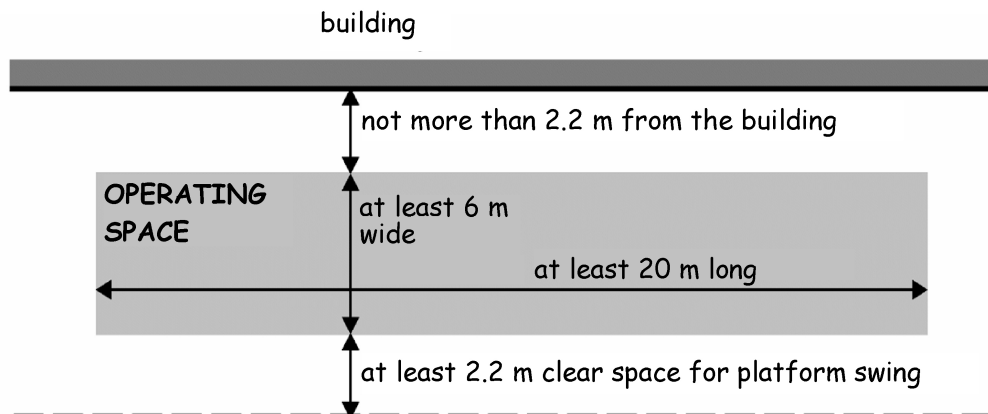 building
not more than 2.2 m from the building
OPERATING
SPACE
at least 6 m
wide
at least 20 m long
at least 2.2 m clear space for platform swing